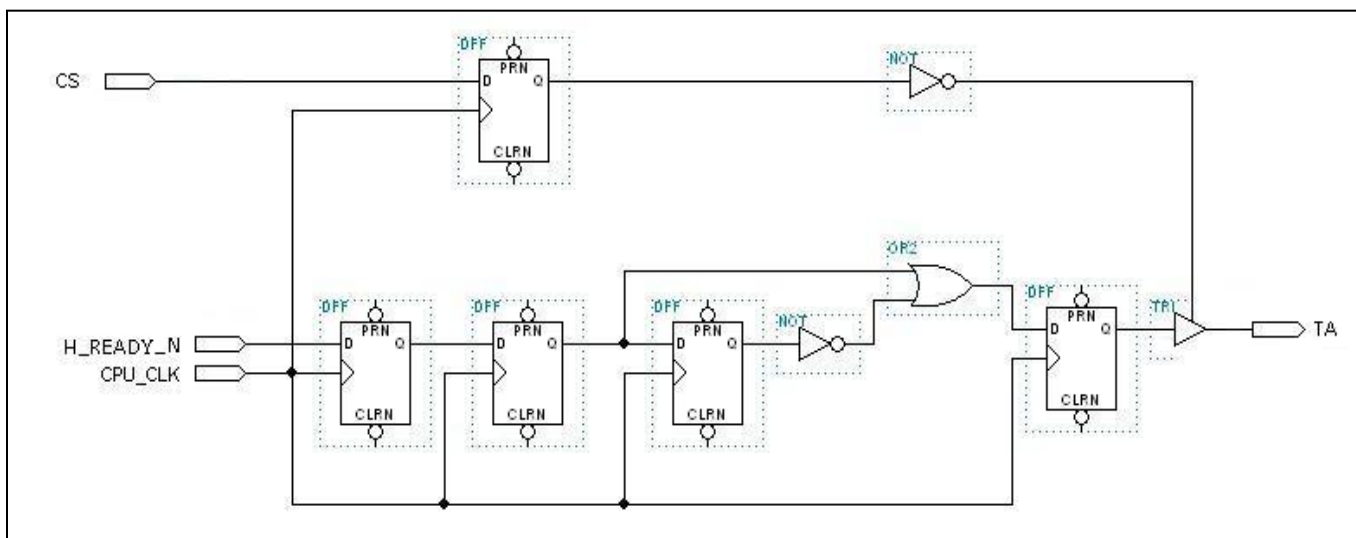 DFF
CS
PRN
D Q
CLRN
NOT
OR2
DFF
PRN
D Q
CLRN
DFF
PRN
D Q
CLRN
DFF
PRN
D Q
CLRN
NOT
DFF
PRN
D Q
CLRN
TRI
TA
H_READY_N
CPU_CLK